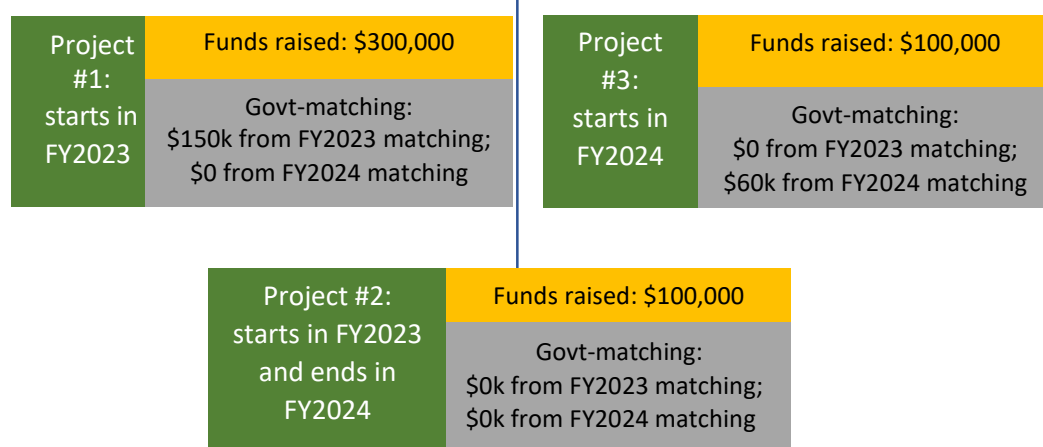 Project
#1:
starts in
FY2023
Funds raised: $300,000
Govt-matching:
$150k from FY2023 matching;
$0 from FY2024 matching
Project
#3:
starts in
FY2024
Funds raised: $100,000
Govt-matching:
$0 from FY2023 matching;
$60k from FY2024 matching
Project #2:
starts in FY2023
and ends in
FY2024
Funds raised: $100,000
Govt-matching:
$0k from FY2023 matching;
$0k from FY2024 matching